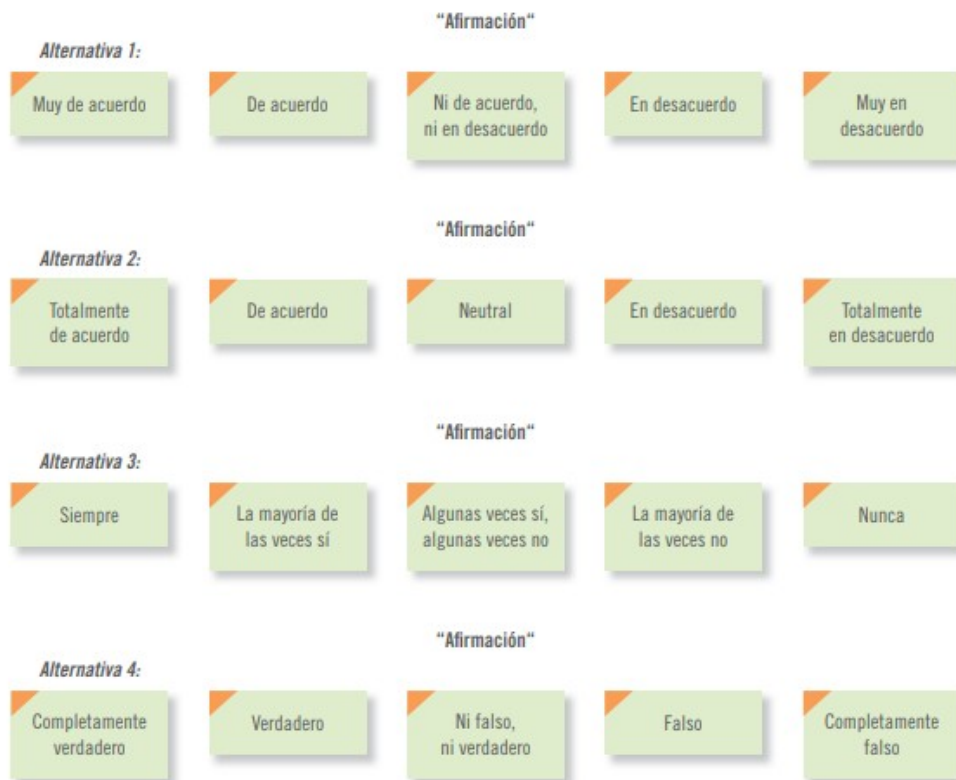 “Afirmación“
Alternativa 1:
Muy de acuerdo
De acuerdo
Ni de acuerdo,
ni en desacuerdo
En desacuerdo
Muy en
desacuerdo
“Afirmación“
Alternativa 2:
Totalmente
de acuerdo
De acuerdo
Neutral
En desacuerdo
Totalmente
en desacuerdo
“Afirmación“
Alternativa 3:
Siempre
La mayoría de
las veces sí
Algunas veces sí,
algunas veces no
La mayoría de
las veces no
Nunca
“Afirmación“
Alternativa 4:
Completamente
verdadero
Verdadero
Ni falso,
ni verdadero
Falso
Completamente
falso